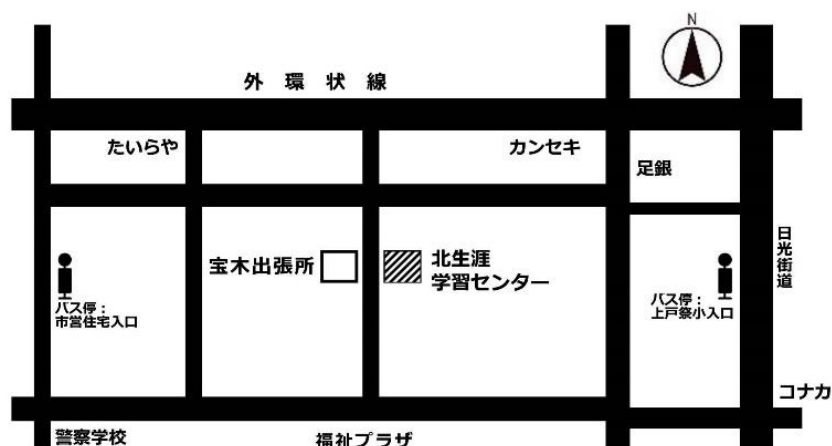 N
外環状線
たいらや
カンセキ
足銀
日光街道
宝木出張所
北生涯
学習センター
バス停：
市営住宅入口
バス停：
上戸祭小入口
コナカ
警察学校
福祉プラザ